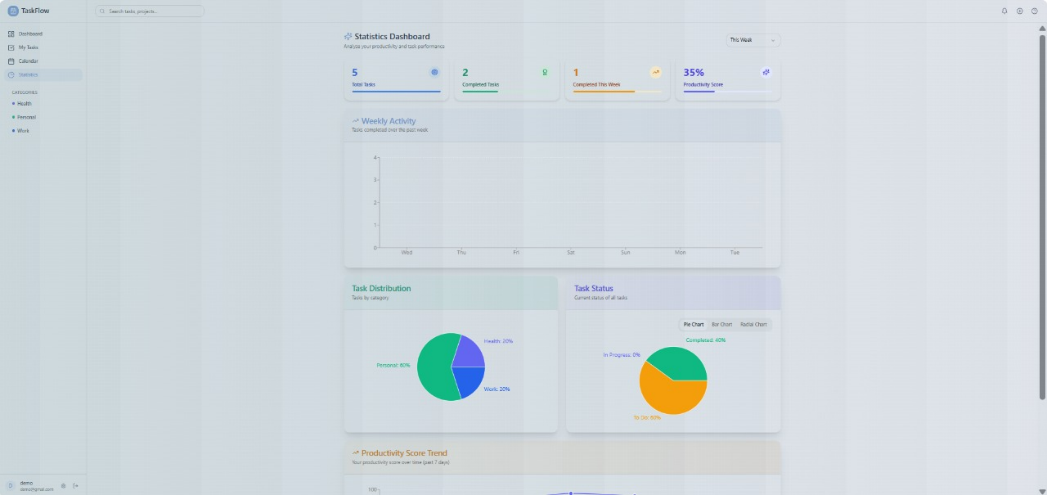 TaskFlow
Search tasks, projects...
Dashboard
My Tasks
Calendar
Statistics
CATEGORIES
Health
Personal
Work
demo
demo@gmail.com
Statistics Dashboard
Analyze your productivity and task performance
This Week
5
Total Tasks
2
Completed Tasks
1
Completed This Week
35%
Productivity Score
Weekly Activity
Tasks completed over the past week
4
3
2
1
0
Wed Thu Fri Sat Sun Mon Tue
Task Distribution
Tasks by category
Health: 20%
Personal: 60%
Work: 20%
Task Status
Current status of all tasks
Pie Chart Bar Chart Radial Chart
Completed: 40%
In Progress: 0%
To Do: 60%
Productivity Score Trend
Your productivity score over time (past 7 days)
100